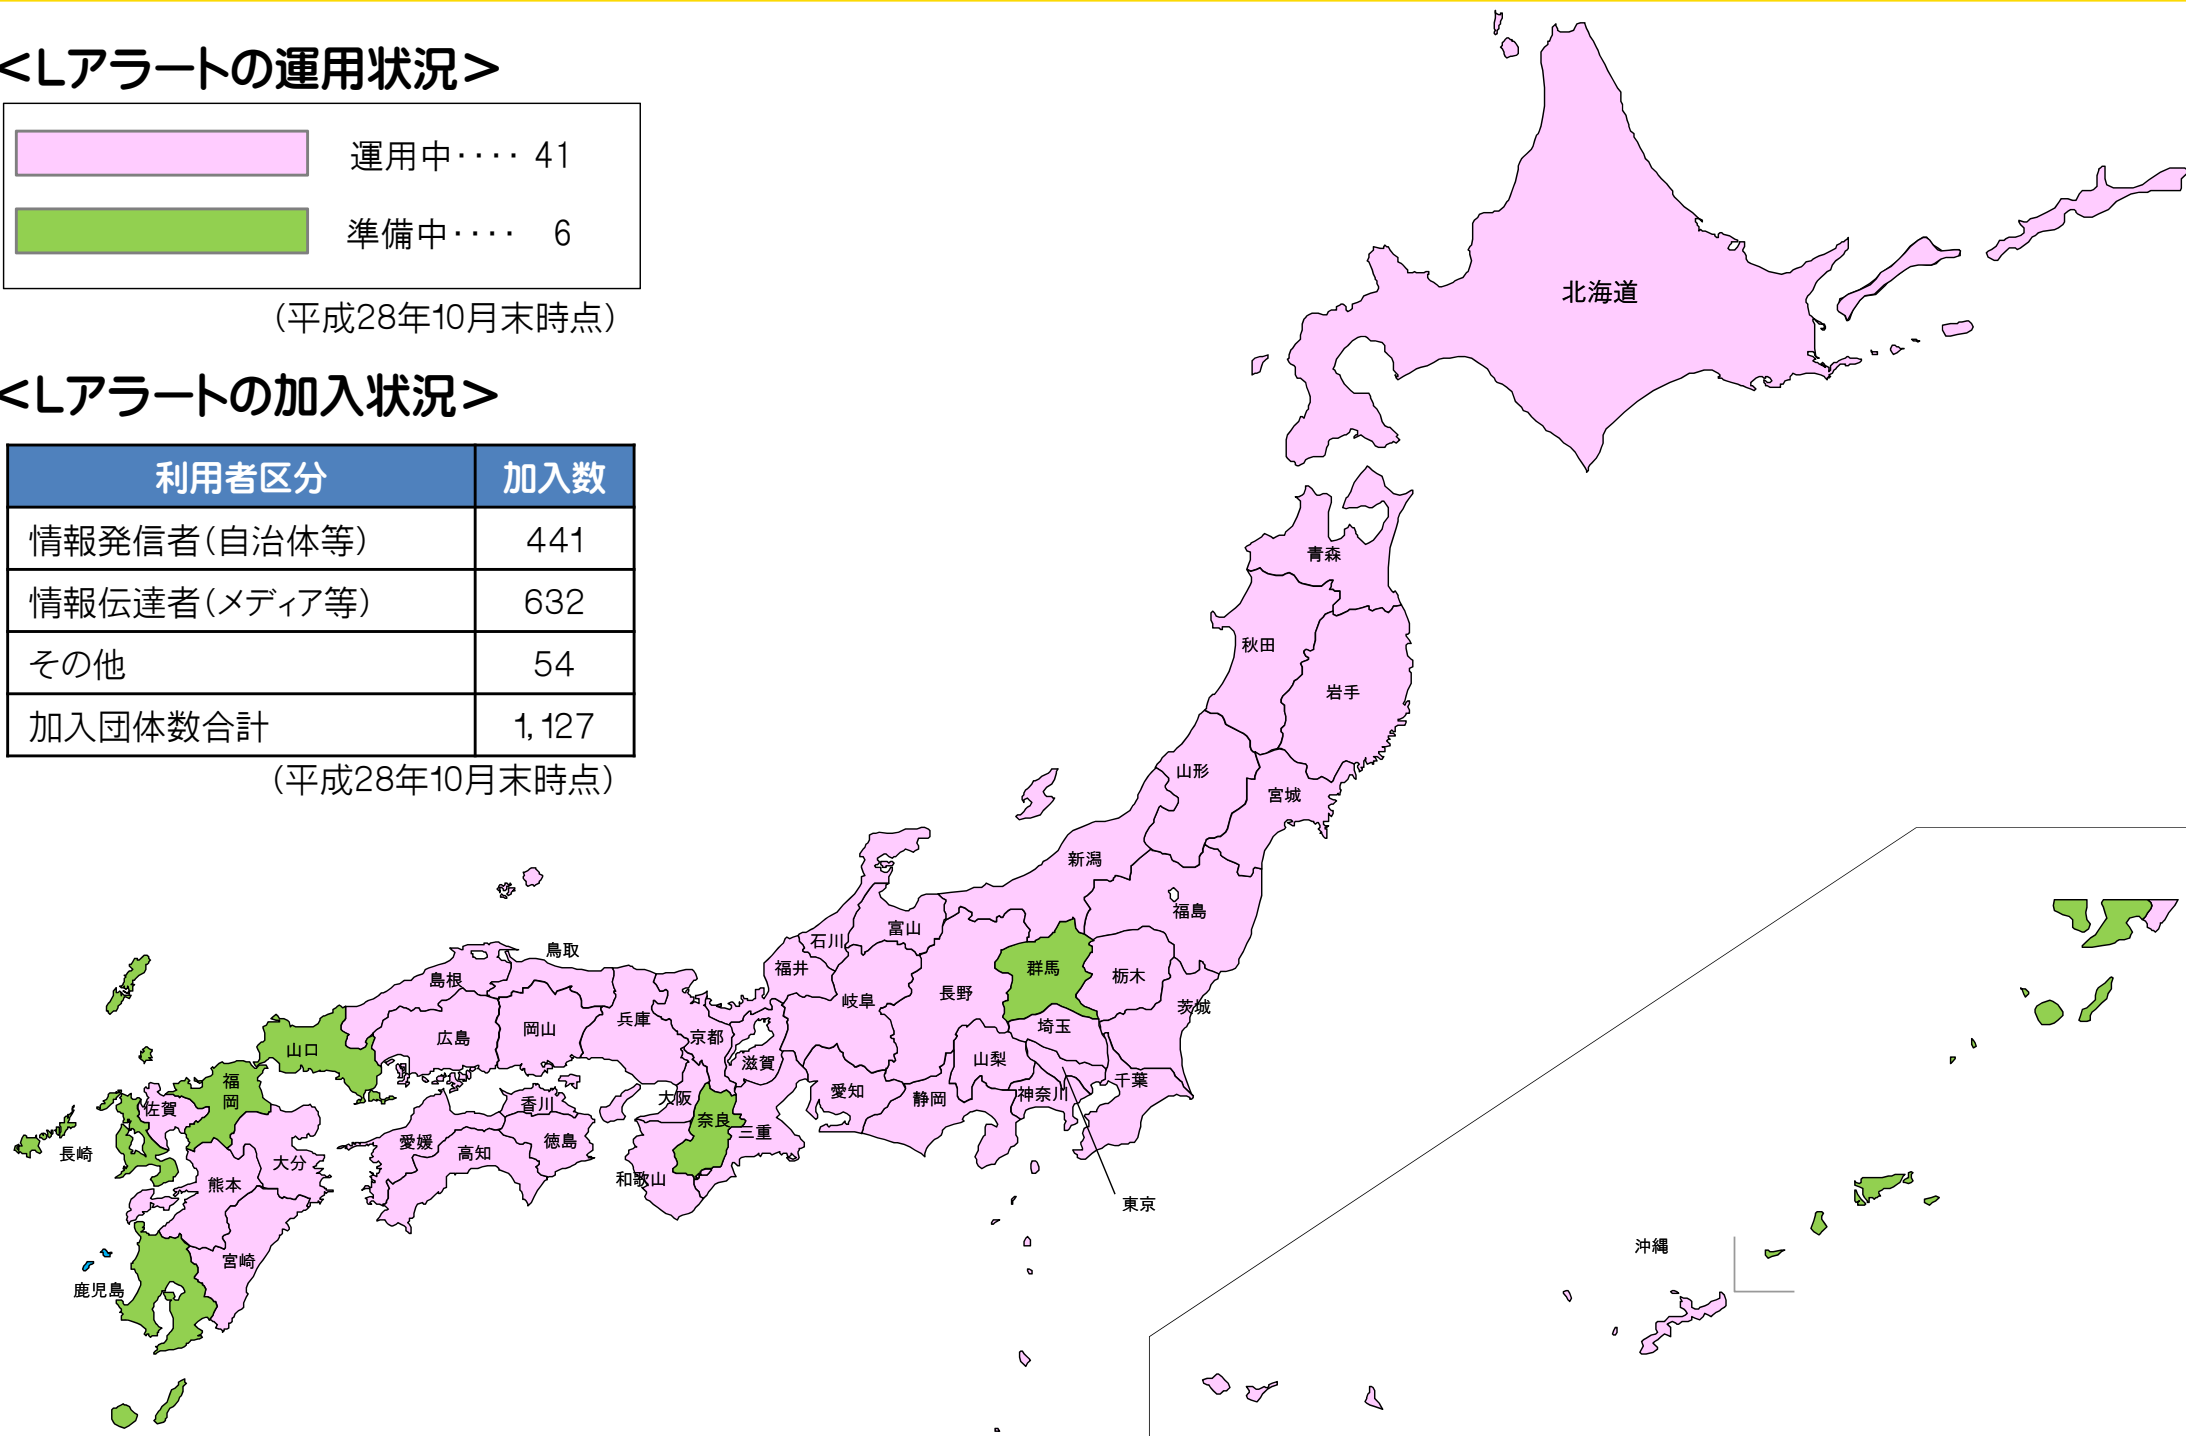 <Lアラートの運用状況>
運用中････ 41
準備中････ 6
(平成28年10月末時点)
<Lアラートの加入状況>
利用者区分 加入数
情報発信者(自治体等) 441
情報伝達者(メディア等) 632
その他 54
加入団体数合計 1,127
(平成28年10月末時点)
北海道
青森
秋田
岩手
山形
宮城
新潟
福島
富山
石川
福井
群馬
栃木
鳥取
島根
長野
岐阜
茨城
兵庫
岡山
広島
京都
埼玉
山口
滋賀
山梨
千葉
福岡
佐賀
大阪
愛知
静岡
神奈川
香川
奈良
三重
愛媛
徳島
高知
長崎
大分
熊本
和歌山
東京
宮崎
鹿児島
沖縄